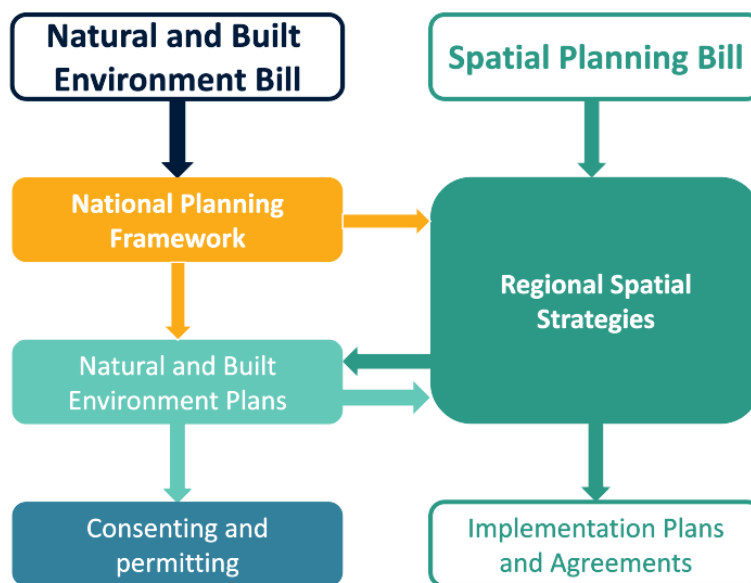 Natural and Built
Environment Bill
Spatial Planning Bill
National Planning
Framework
Regional Spatial
Strategies
Natural and Built
Environment Plans
Consenting and
permitting
Implementation Plans
and Agreements